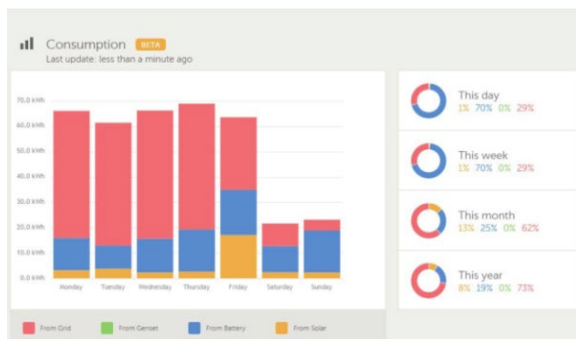 Consumption BETA
Last update: less than a minute ago
70.0 kWh
60.0 kWh
50.0 kWh
40.0 kWh
30.0 kWh
20.0 kWh
10.0 kWh
0.0 kWh
Monday Tuesday Wednesday Thursday Friday Saturday Sunday
From Grid From Genset From Battery From Solar
This day
1% 70% 0% 29%
This week
1% 70% 0% 29%
This month
13% 25% 0% 62%
This year
8% 19% 0% 73%